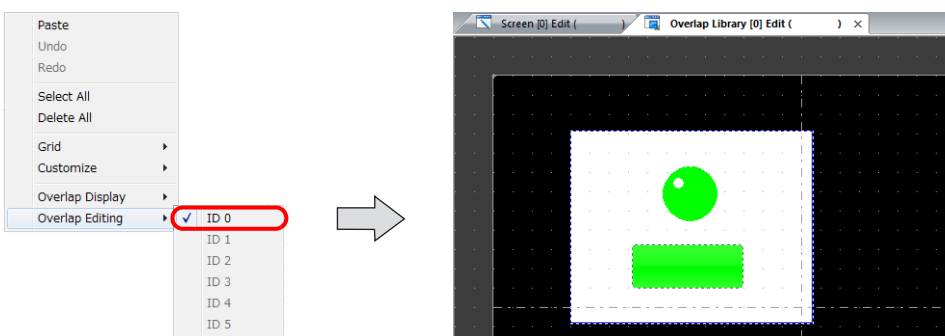 Paste
Undo
Redo
Select All
Delete All
Grid
Customize
Overlap Display
Overlap Editing
ID 0
ID 1
ID 2
ID 3
ID 4
ID 5
Screen [0] Edit ( )
Overlap Library [0] Edit ( )